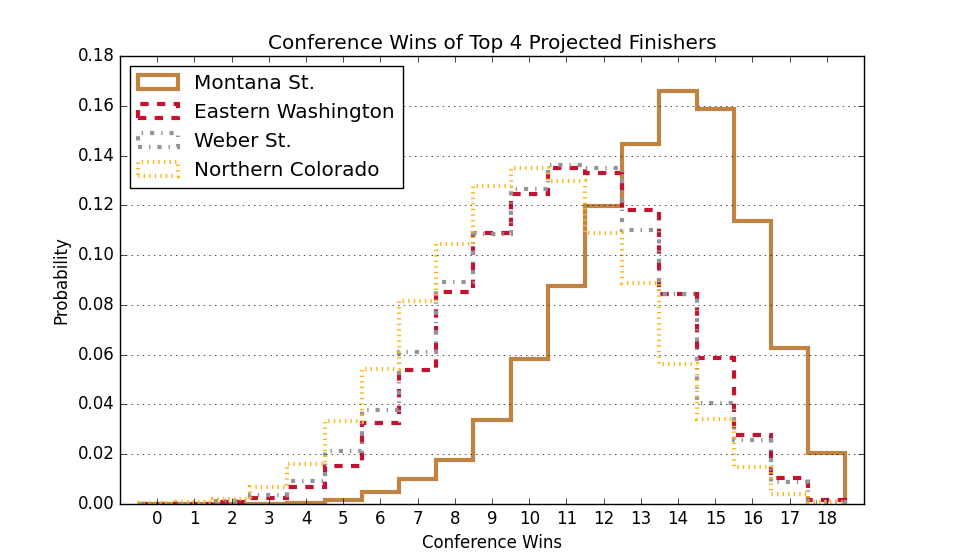 Conference Wins of Top 4 Projected Finishers
0.18
0.16
0.14
0.12
0.10
0.08
0.06
0.04
0.02
0.00
Probability
Montana St.
Eastern Washington
Weber St.
Northern Colorado
0 1 2 3 4 5 6 7 8 9 10 11 12 13 14 15 16 17 18
Conference Wins